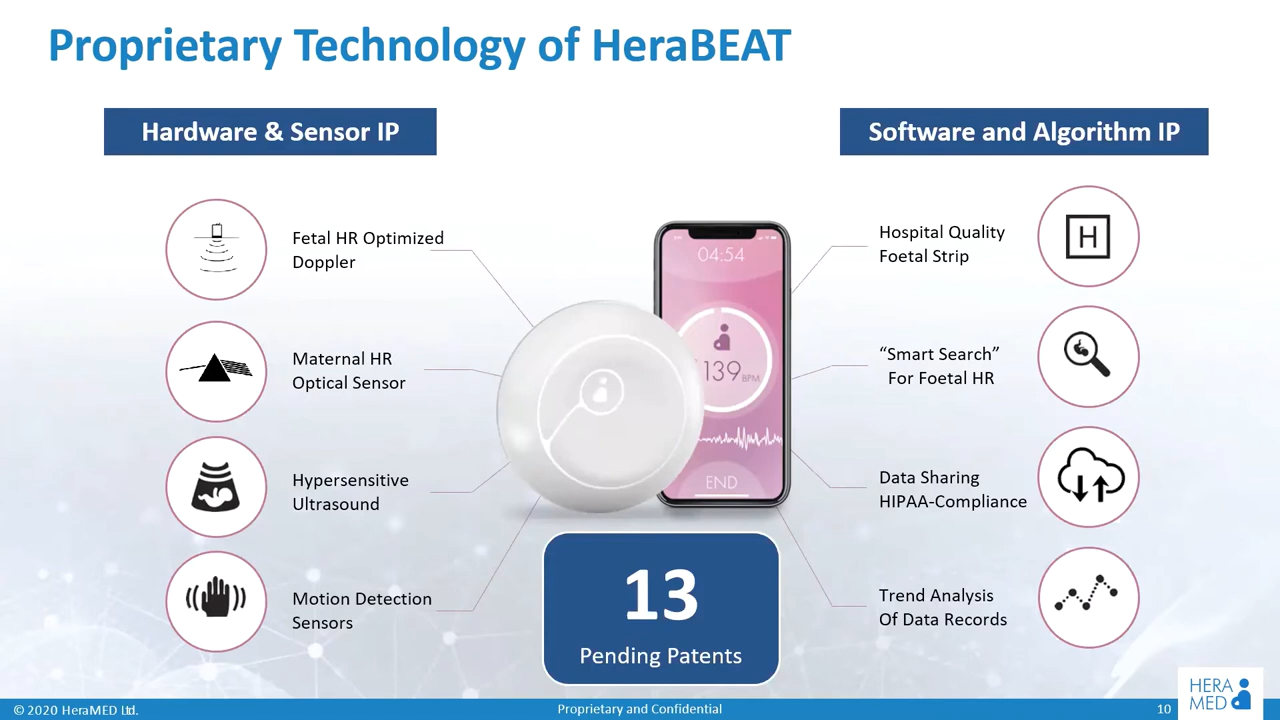 Proprietary Technology of HeraBEAT
Hardware & Sensor IP
Fetal HR Optimized
Doppler
Maternal HR
Optical Sensor
Hypersensitive
Ultrasound
Motion Detection
Sensors
04:54
139 BPM
END
13
Pending Patents
Software and Algorithm IP
Hospital Quality
Foetal Strip
H
“Smart Search”
For Foetal HR
Data Sharing
HIPAA-Compliance
Trend Analysis
Of Data Records
© 2020 HeraMED Ltd.
Proprietary and Confidential
10
HERA
MED